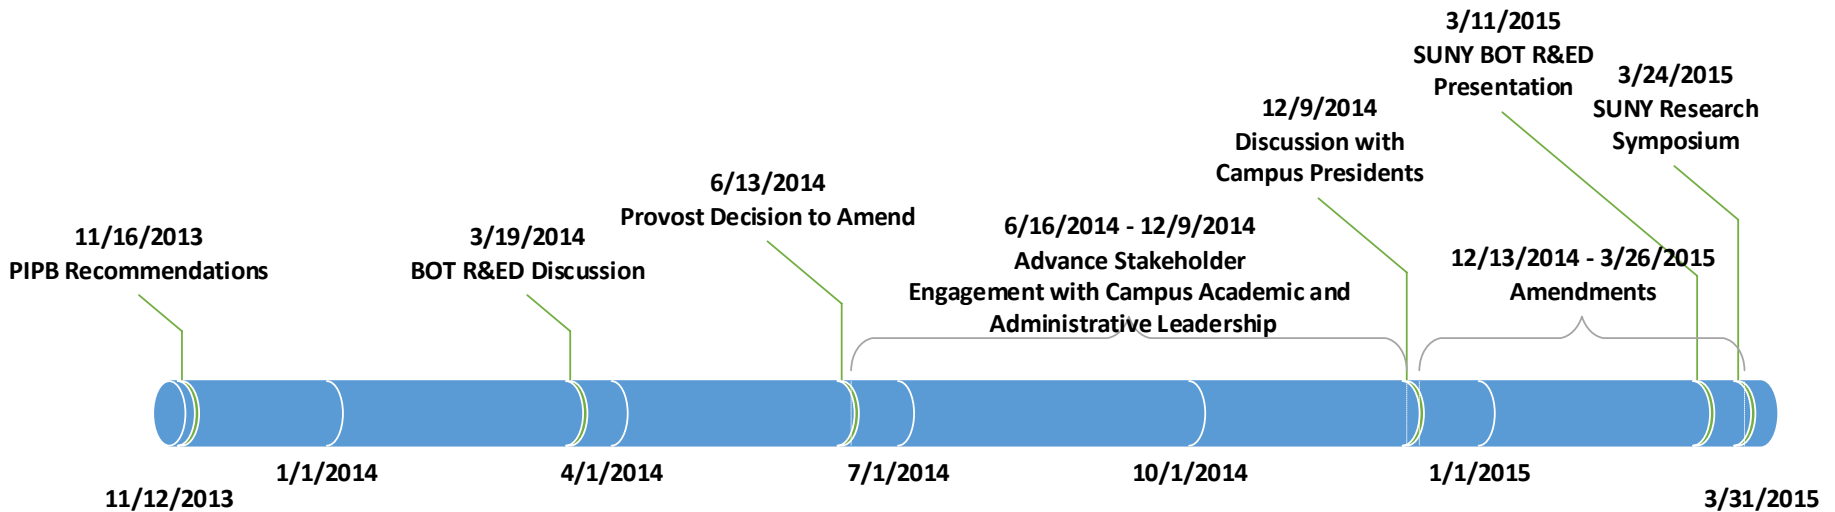 11/16/2013
PIPB Recommendations
3/19/2014
BOT R&ED Discussion
6/13/2014
Provost Decision to Amend
6/16/2014 - 12/9/2014
Advance Stakeholder
Engagement with Campus Academic and
Administrative Leadership
12/9/2014
Discussion with
Campus Presidents
3/11/2015
SUNY BOT R&ED
Presentation
12/13/2014 - 3/26/2015
Amendments
3/24/2015
SUNY Research
Symposium
11/12/2013
1/1/2014
4/1/2014
7/1/2014
10/1/2014
1/1/2015
3/31/2015